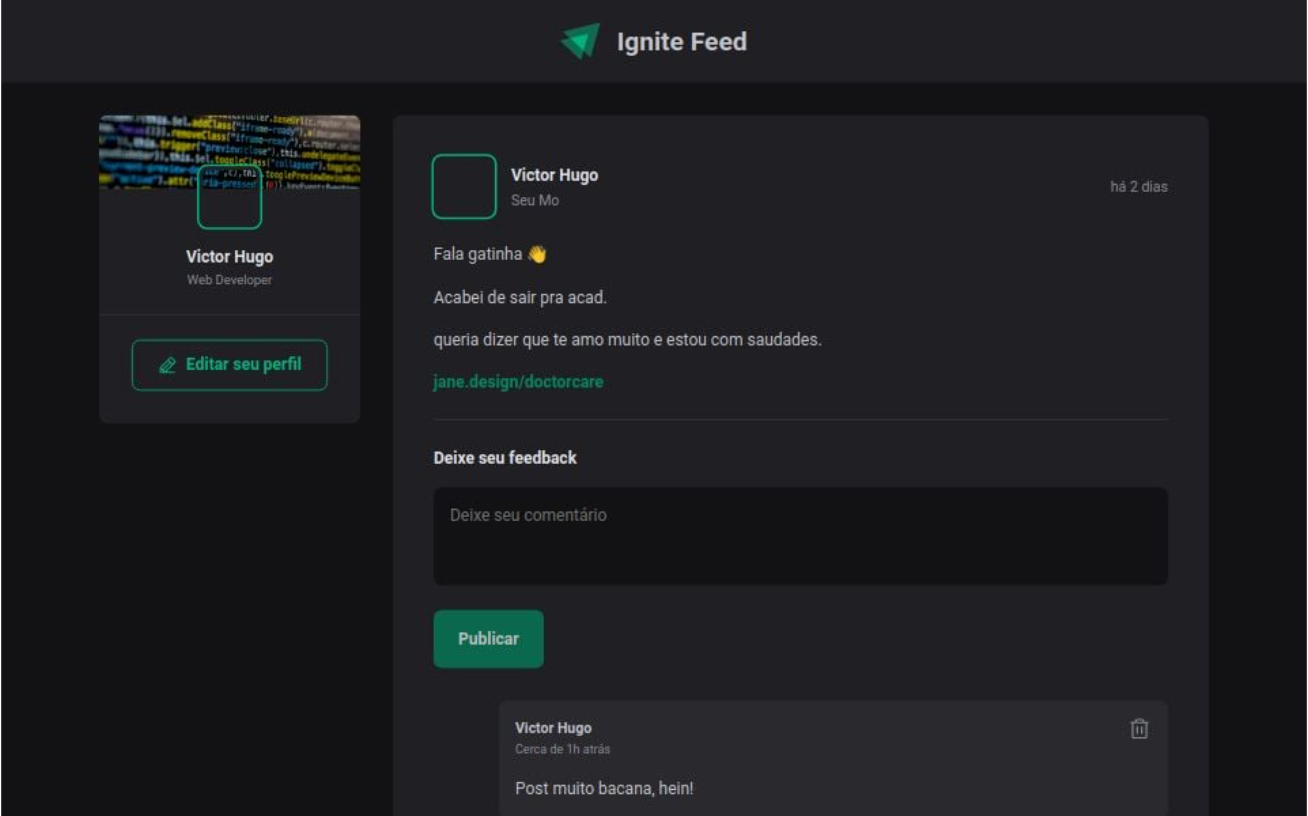 Ignite Feed
Victor Hugo
Web Developer
Editar seu perfil
Victor Hugo
Seu Mo
há 2 dias
Fala gatinha 👋
Acabei de sair pra acad.
queria dizer que te amo muito e estou com saudades.
jane.design/doctorcare
Deixe seu feedback
Deixe seu comentário
Publicar
Victor Hugo
Cerca de 1h atrás
Post muito bacana, hein!